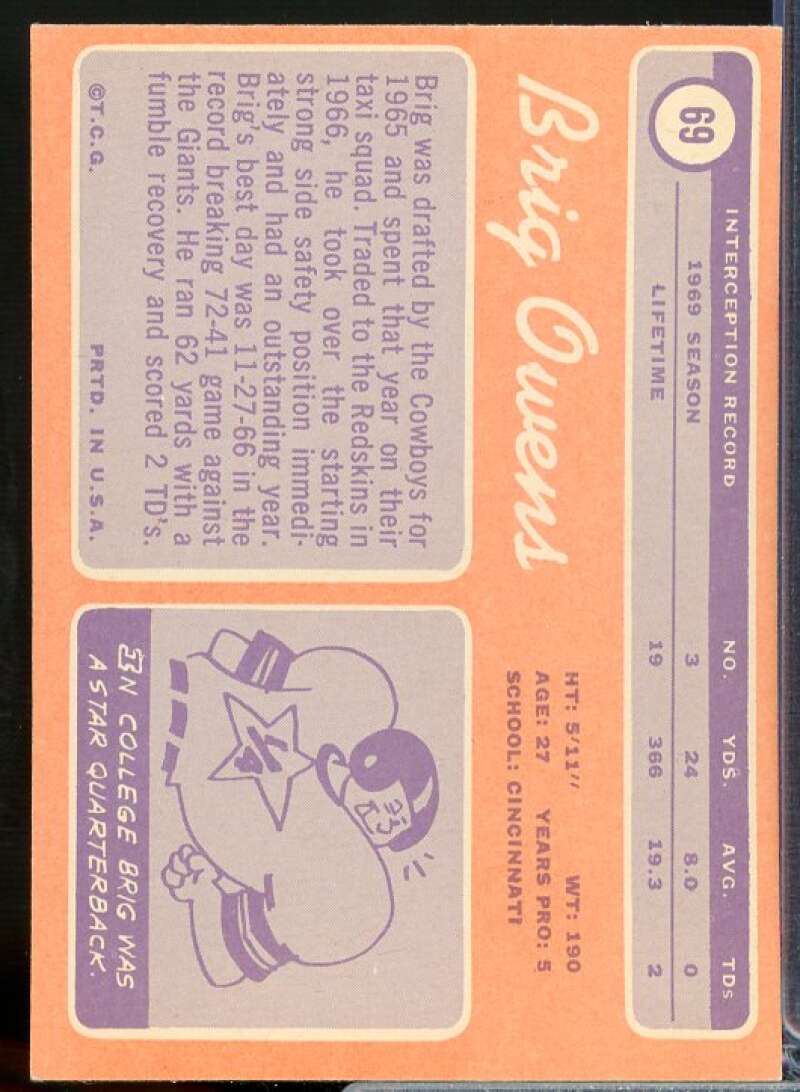 69
INTERCEPTION RECORD NO. YDS. AVG. TDs
1969 SEASON 3 24 8.0 0
LIFETIME 19 366 19.3 2
Brig Owens
HT: 5/11" WT: 190
AGE: 27 YEARS PRO: 5
SCHOOL: CINCINNATI
Brig was drafted by the Cowboys for
1965 and spent that year on their
taxi squad. Traded to the Redskins in
1966, he took over the starting
strong side safety position immedi-
ately and had an outstanding year.
Brig's best day was 11-27-66 in the
record breaking 72-41 game against
the Giants. He ran 62 yards with a
fumble recovery and scored 2 TD's.
©T.C.G. PRTD. IN U.S.A.
1/4
IN COLLEGE BRIG WAS
A STAR QUARTERBACK.